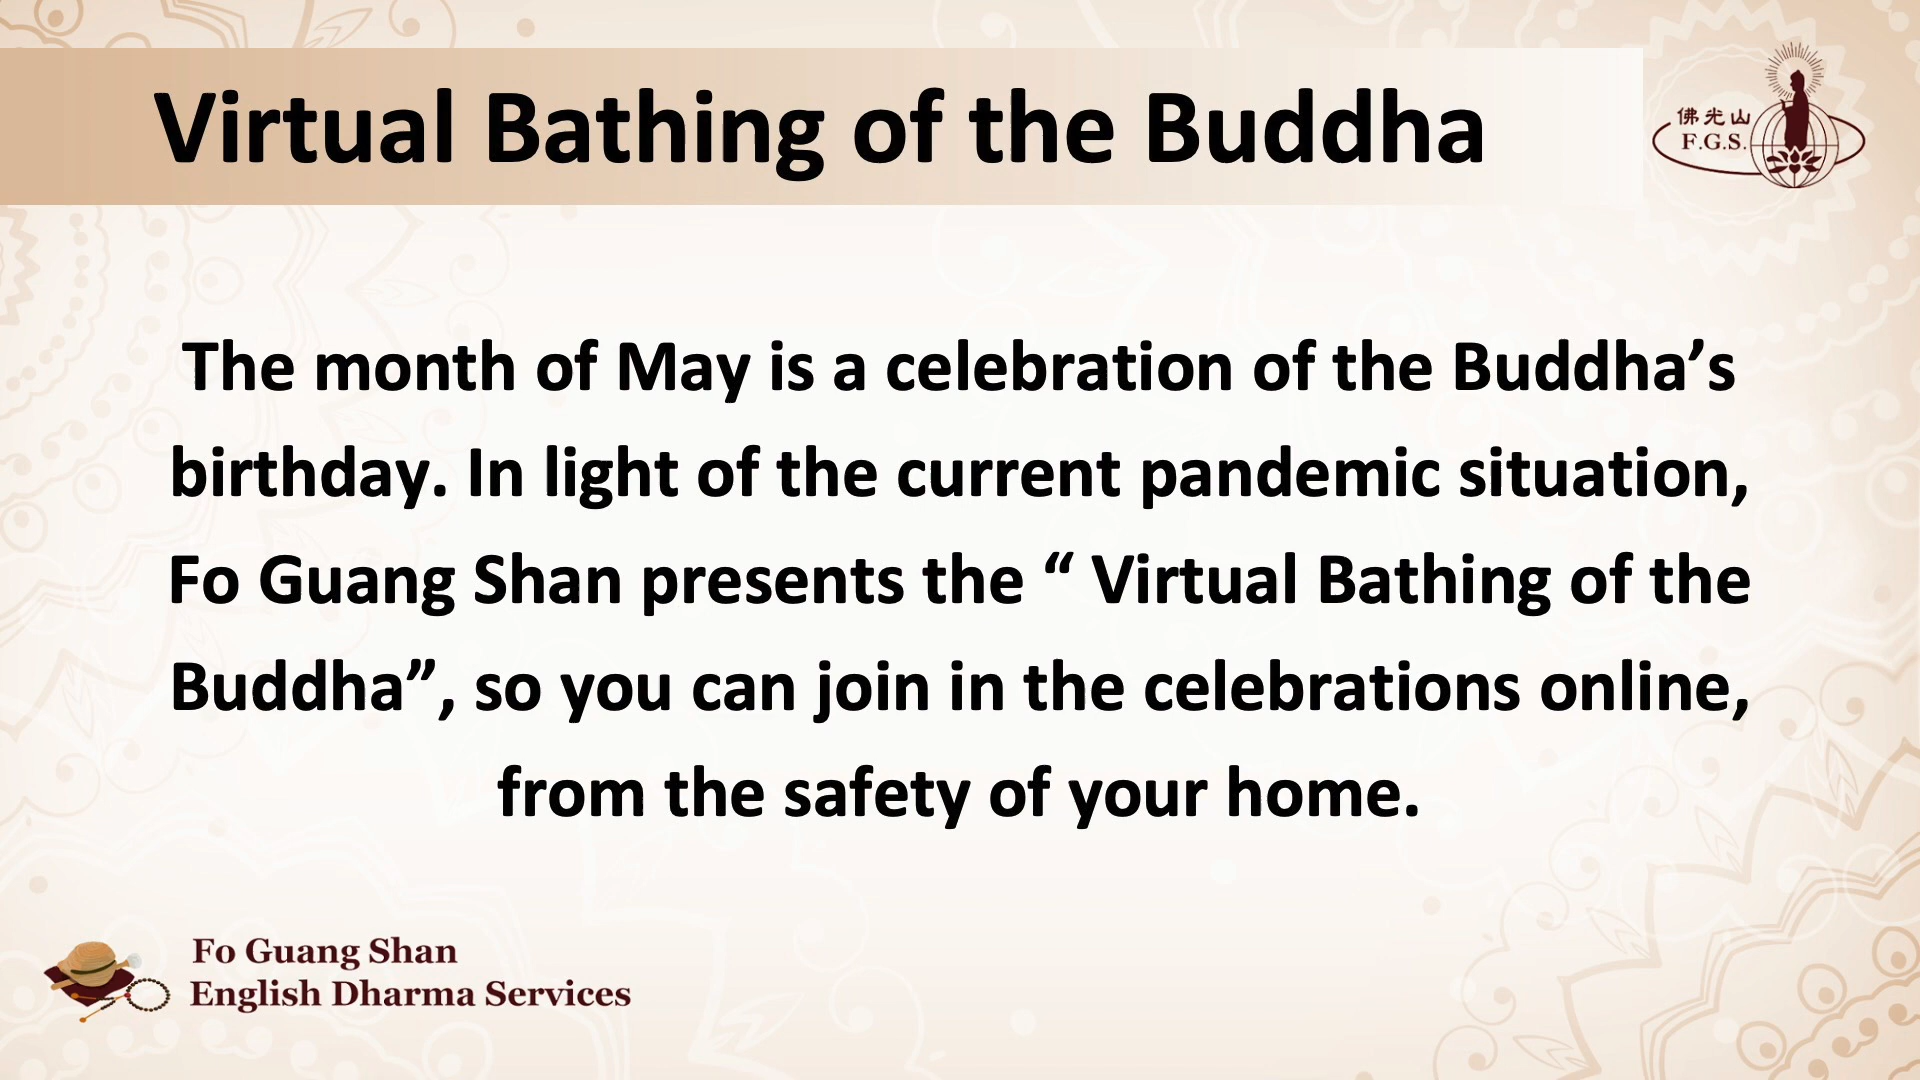 Virtual Bathing of the Buddha
佛光山
F.G.S.
The month of May is a celebration of the Buddha’s
birthday. In light of the current pandemic situation,
Fo Guang Shan presents the “ Virtual Bathing of the
Buddha”, so you can join in the celebrations online,
from the safety of your home.
Fo Guang Shan
English Dharma Services